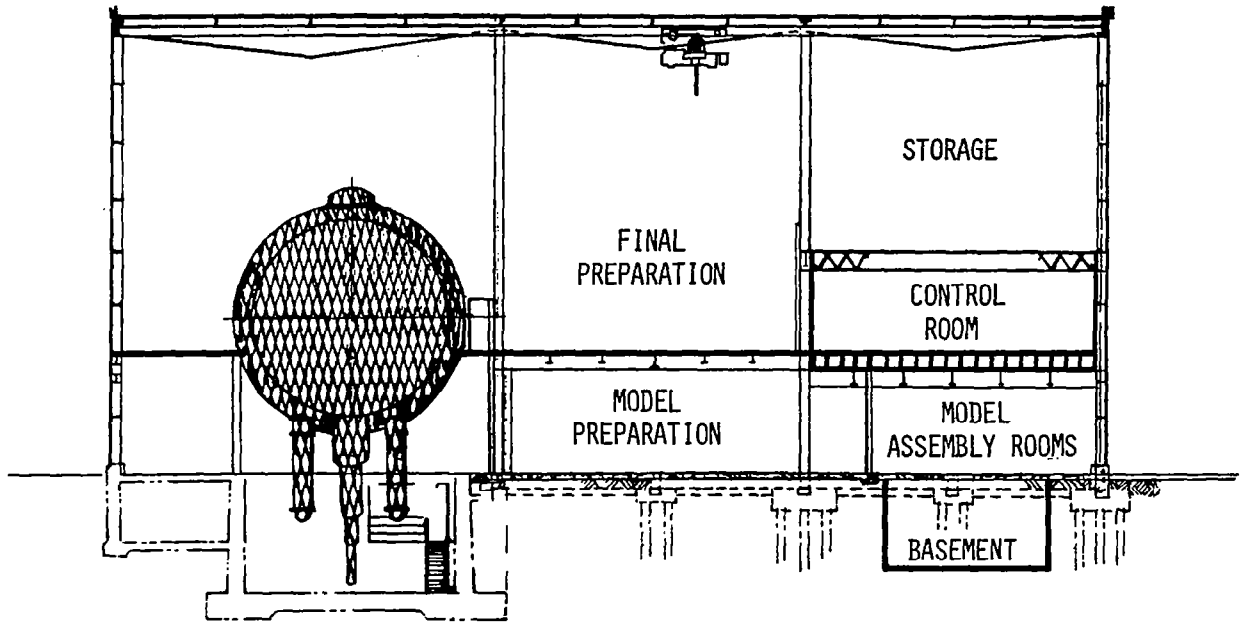 STORAGE
FINAL
PREPARATION
CONTROL
ROOM
MODEL
PREPARATION
MODEL
ASSEMBLY ROOMS
BASEMENT